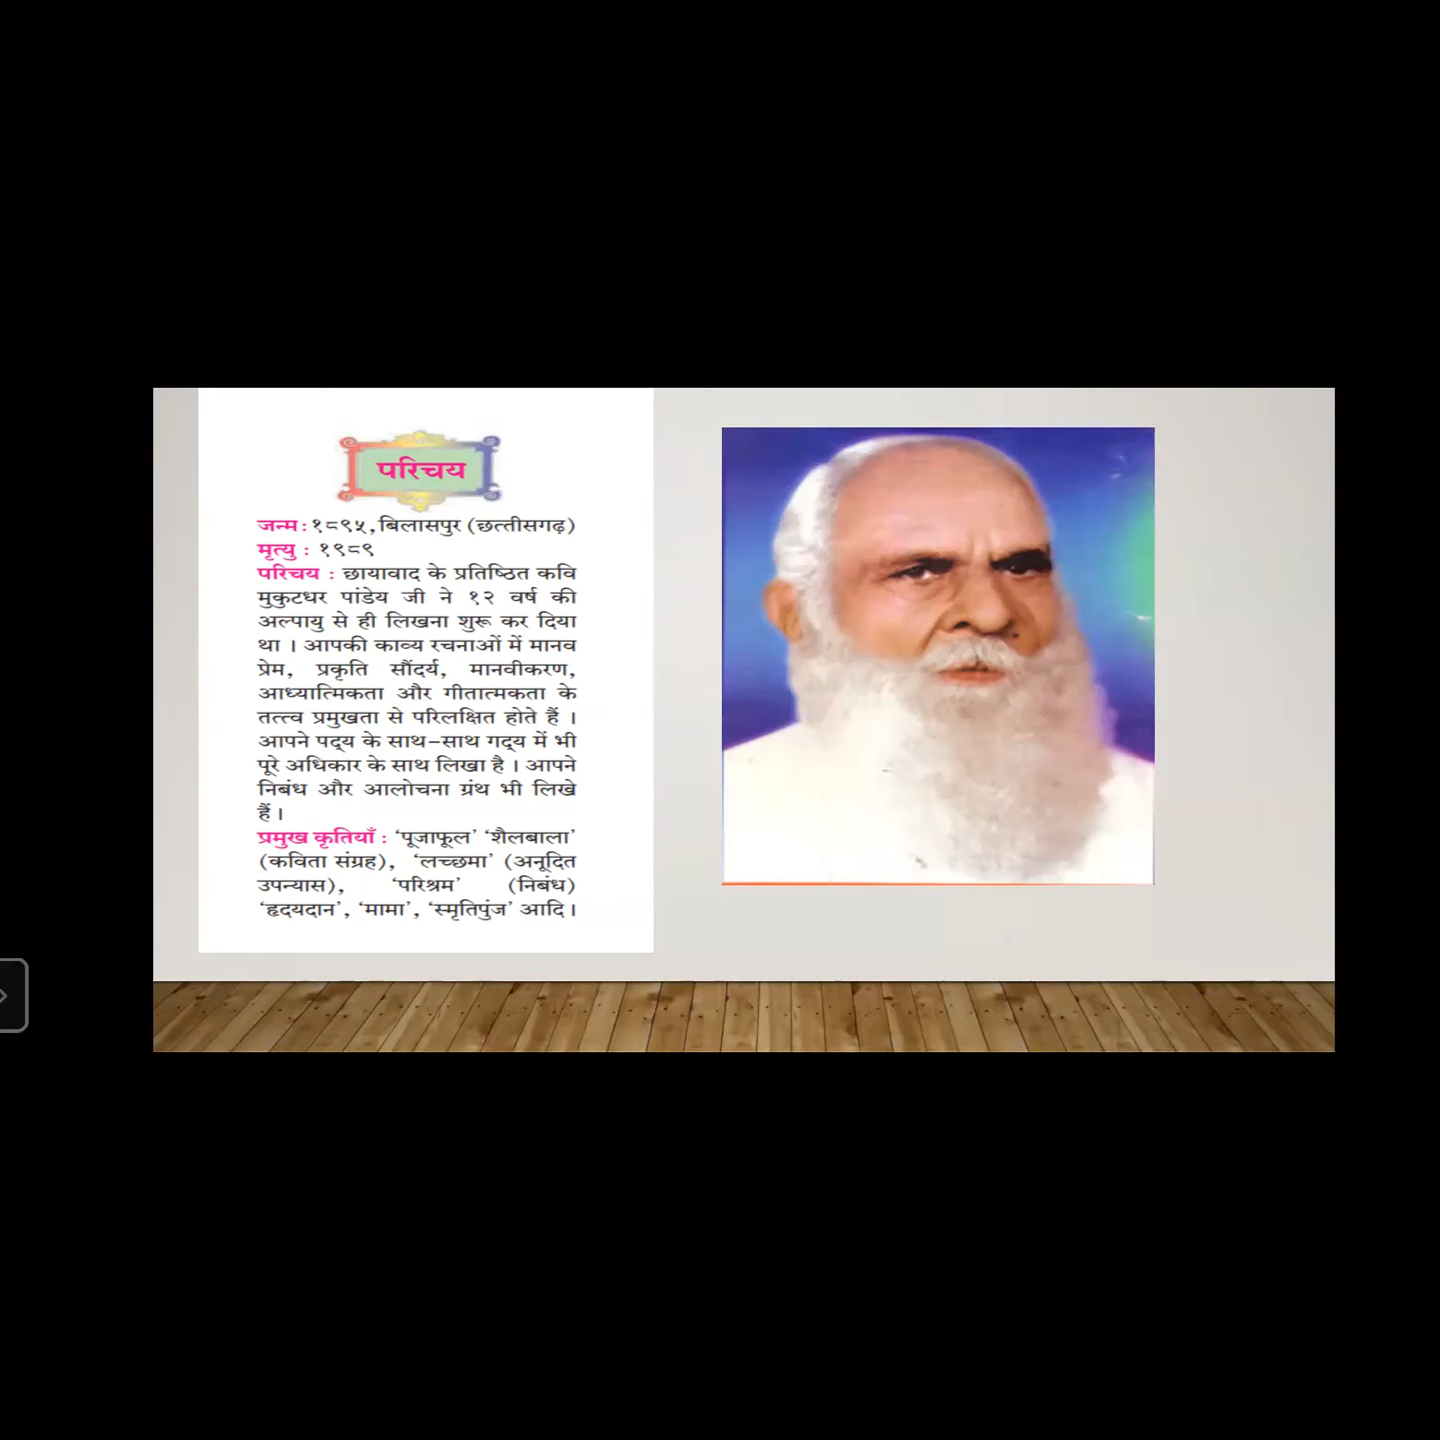 परिचय
जन्म : १८९५, बिलासपुर (छत्तीसगढ़)
मृत्यु : १९८९
परिचय : छायावाद के प्रतिष्ठित कवि
मुकुटधर पांडेय जी ने १२ वर्ष की
अल्पायु से ही लिखना शुरू कर दिया
था । आपकी काव्य रचनाओं में मानव
प्रेम, प्रकृति सौंदर्य, मानवीकरण,
आध्यात्मिकता और गीतात्मकता के
तत्त्व प्रमुखता से परिलक्षित होते हैं ।
आपने पद्य के साथ-साथ गद्य में भी
पूरे अधिकार के साथ लिखा है । आपने
निबंध और आलोचना ग्रंथ भी लिखे
हैं ।
प्रमुख कृतियाँ : ‘पूजाफूल’ ‘शैलबाला’
(कविता संग्रह), ‘लच्छमा’ (अनूदित
उपन्यास), ‘परिश्रम’ (निबंध)
‘हृदयदान’, ‘मामा’, ‘स्मृतिपुंज’ आदि ।